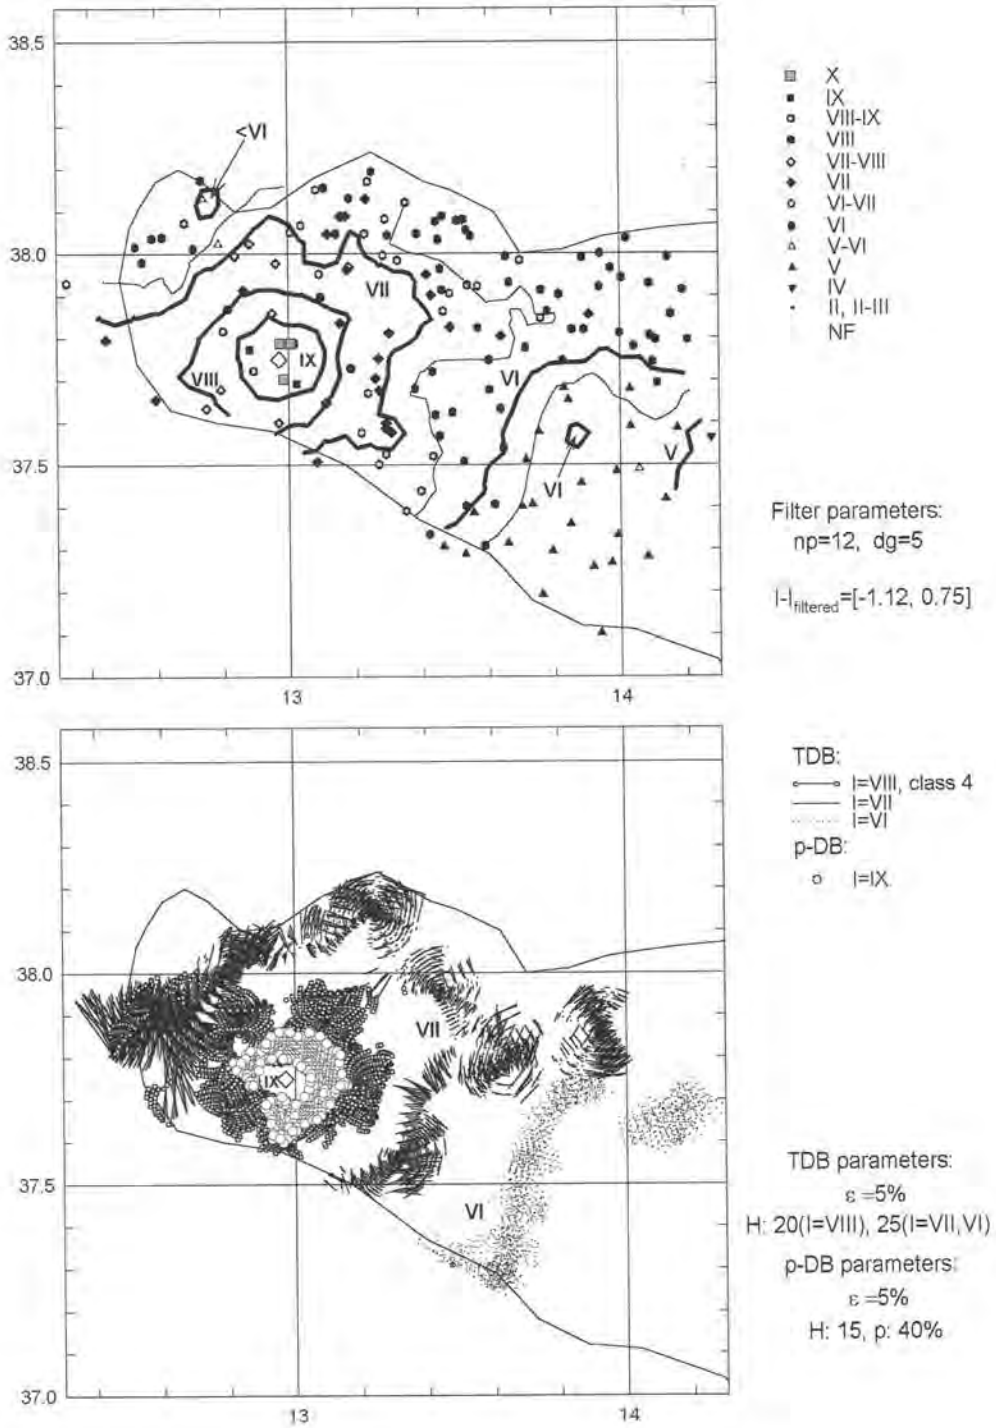 38.5
<VI
X
IX
VIII-IX
VIII
VII-VIII
VII
VI-VII
VI
V-VI
V
IV
II, II-III
NF
38.0
VII
IX
VIII
VI
37.5
V
VI
37.0
13
14
Filter parameters:
np=12, dg=5
I-Ifiltered=[-1.12, 0.75]
38.5
TDB:
I=VIII, class 4
I=VII
I=VI
p-DB:
I=IX
38.0
VII
IX
37.5
VI
37.0
13
14
TDB parameters:
ε =5%
H: 20(I=VIII), 25(I=VII,VI)
p-DB parameters:
ε =5%
H: 15, p: 40%